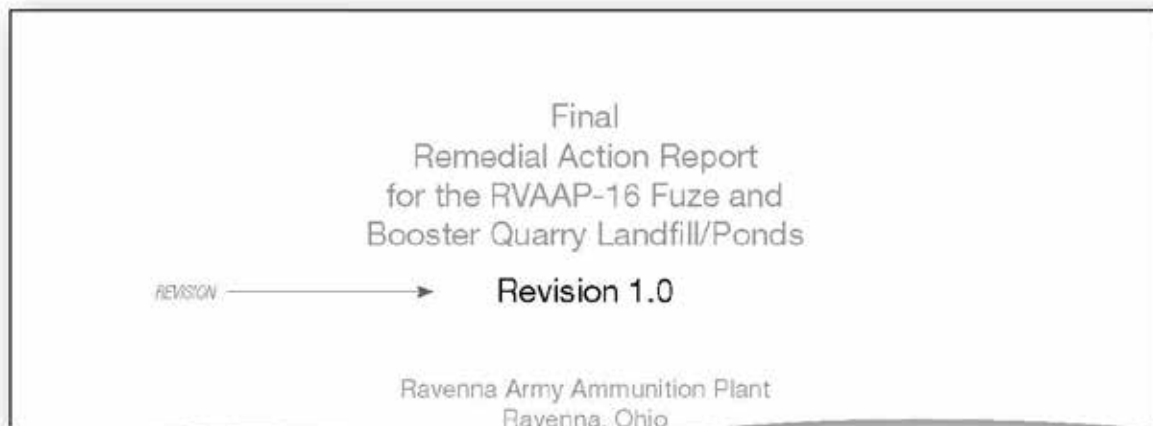 Final
Remedial Action Report
for the RVAAP-16 Fuze and
Booster Quarry Landfill/Ponds
REVISION
Revision 1.0
Ravenna Army Ammunition Plant
Ravenna, Ohio